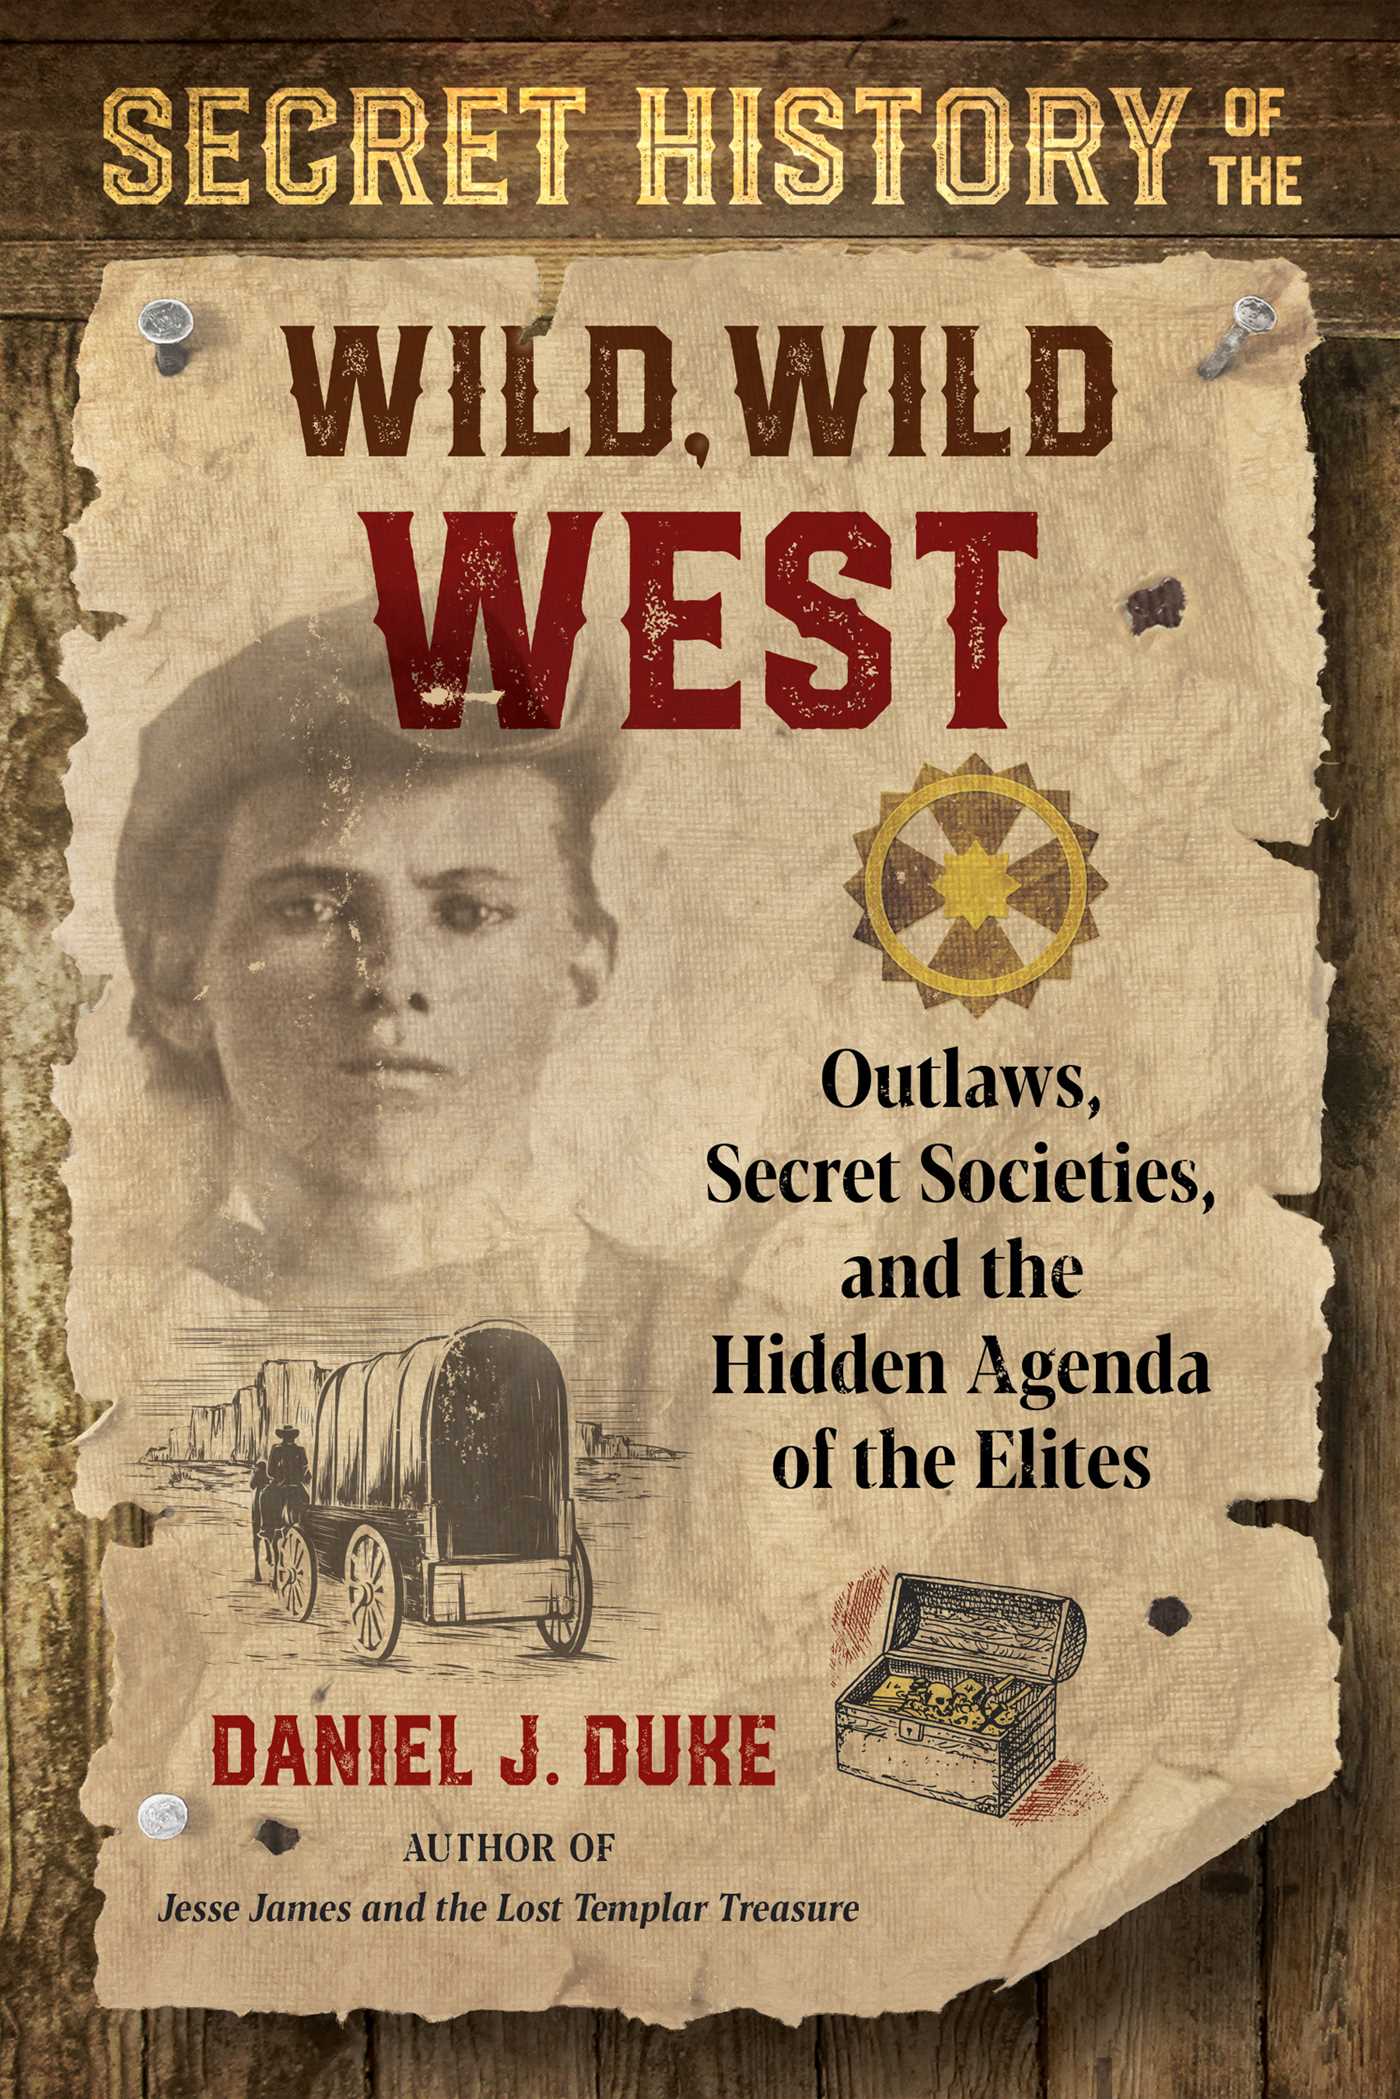 SECRET HISTORY OF THE
WILD, WILD
WEST
Outlaws,
Secret Societies,
and the
Hidden Agenda
of the Elites
DANIEL J. DUKE
AUTHOR OF
Jesse James and the Lost Templar Treasure